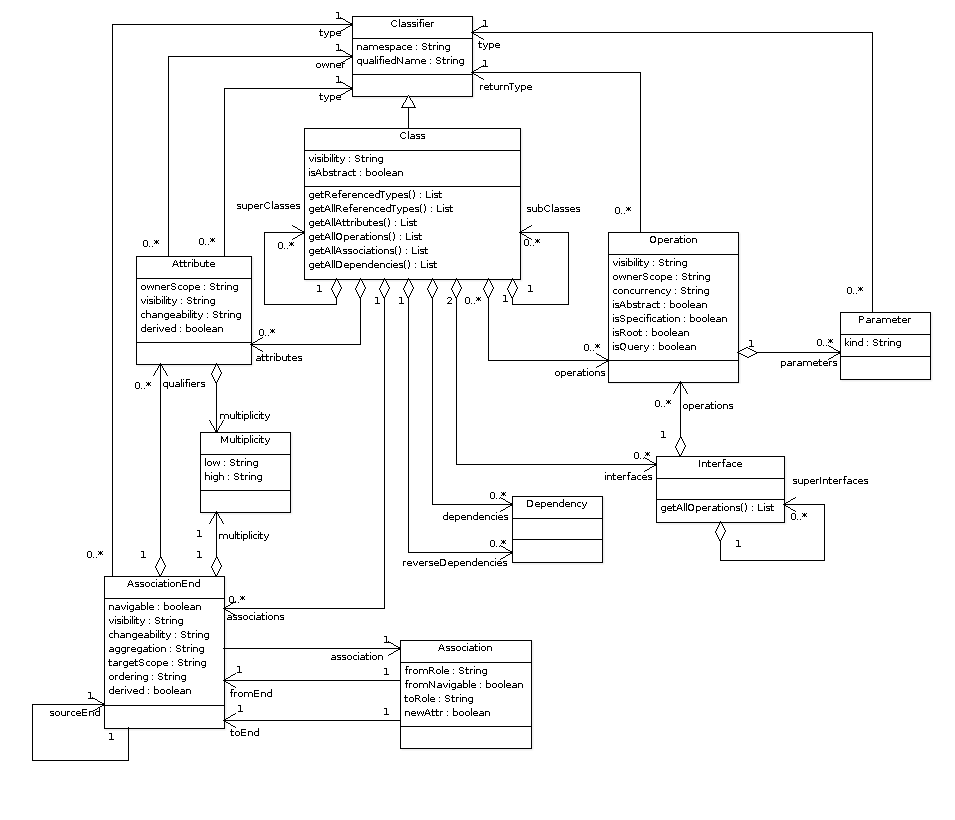 Classifier
namespace : String
qualifiedName : String
1
type
1
owner
1
type
1
type
1
returnType
Class
visibility : String
isAbstract : boolean
getReferencedTypes() : List
getAllReferencedTypes() : List
getAllAttributes() : List
getAllOperations() : List
getAllAssociations() : List
getAllDependencies() : List
superClasses
0..*
subClasses
0..*
1
1
1
2
0..*
1
1
0..*
0..*
Attribute
ownerScope : String
visibility : String
changeability : String
derived : boolean
0..*
attributes
0..*
Operation
visibility : String
ownerScope : String
concurrency : String
isAbstract : boolean
isSpecification : boolean
isRoot : boolean
isQuery : boolean
0..*
operations
1
0..*
parameters
0..*
Parameter
kind : String
0..*
qualifiers
multiplicity
Multiplicity
low : String
high : String
1
multiplicity
1
1
0..*
operations
1
0..*
interfaces
Interface
getAllOperations() : List
superInterfaces
0..*
1
0..*
dependencies
Dependency
0..*
reverseDependencies
0..*
AssociationEnd
navigable : boolean
visibility : String
changeability : String
aggregation : String
targetScope : String
ordering : String
derived : boolean
0..*
associations
1
association
1
fromEnd
1
1
toEnd
1
1
sourceEnd
1
Association
fromRole : String
fromNavigable : boolean
toRole : String
newAttr : boolean